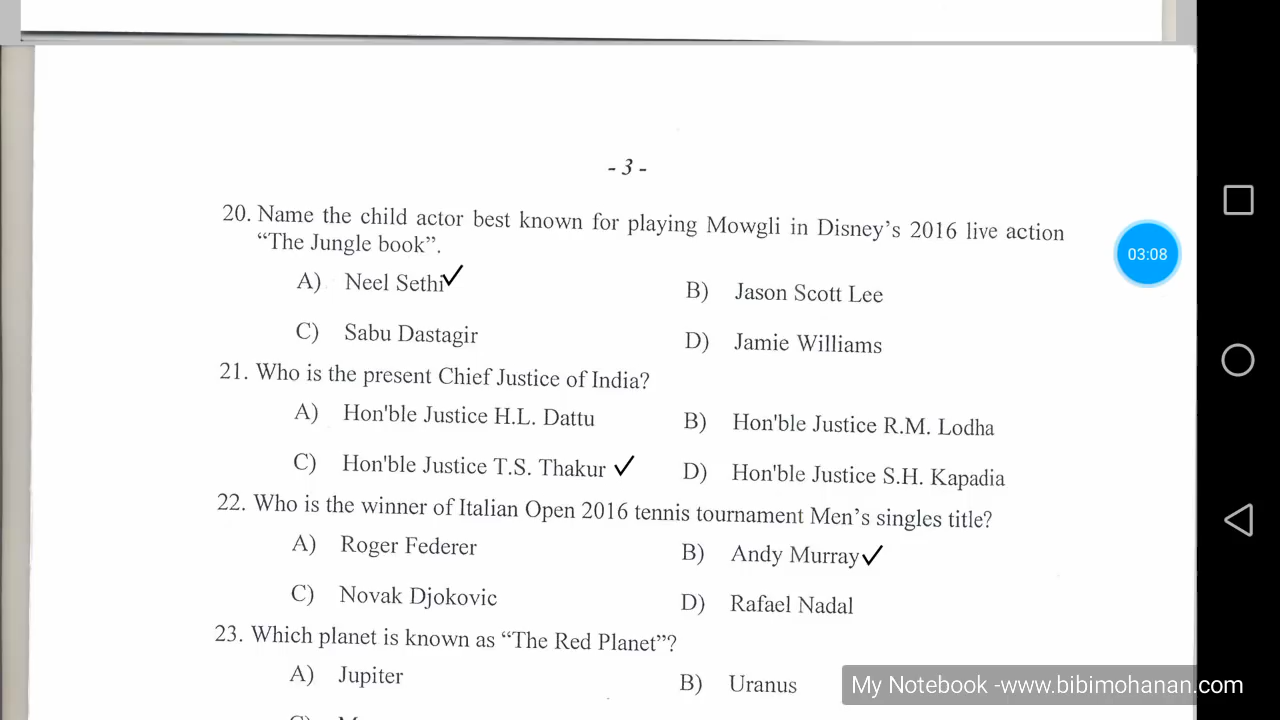 - 3 -
20. Name the child actor best known for playing Mowgli in Disney's 2016 live action
"The Jungle book".
A) Neel Sethi✓
B) Jason Scott Lee
C) Sabu Dastagir
D) Jamie Williams
03:08
21. Who is the present Chief Justice of India?
A) Hon'ble Justice H.L. Dattu
B) Hon'ble Justice R.M. Lodha
C) Hon'ble Justice T.S. Thakur ✓
D) Hon'ble Justice S.H. Kapadia
22. Who is the winner of Italian Open 2016 tennis tournament Men's singles title?
A) Roger Federer
B) Andy Murray✓
C) Novak Djokovic
D) Rafael Nadal
23. Which planet is known as "The Red Planet"?
A) Jupiter
B) Uranus
My Notebook -www.bibimohanan.com